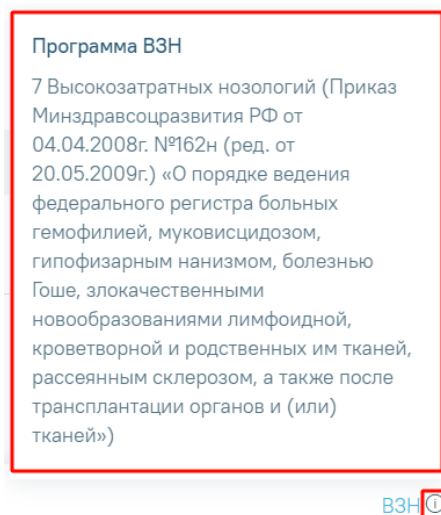 Программа ВЗН
7 Высокозатратных нозологий (Приказ
Минздравсоцразвития РФ от
04.04.2008г. №162н (ред. от
20.05.2009г.) «О порядке ведения
федерального регистра больных
гемофилией, муковисцидозом,
гипофизарным нанизмом, болезнью
Гоше, злокачественными
новообразованиями лимфоидной,
кроветворной и родственных им тканей,
рассеянным склерозом, а также после
трансплантации органов и (или)
тканей»)
ВЗН